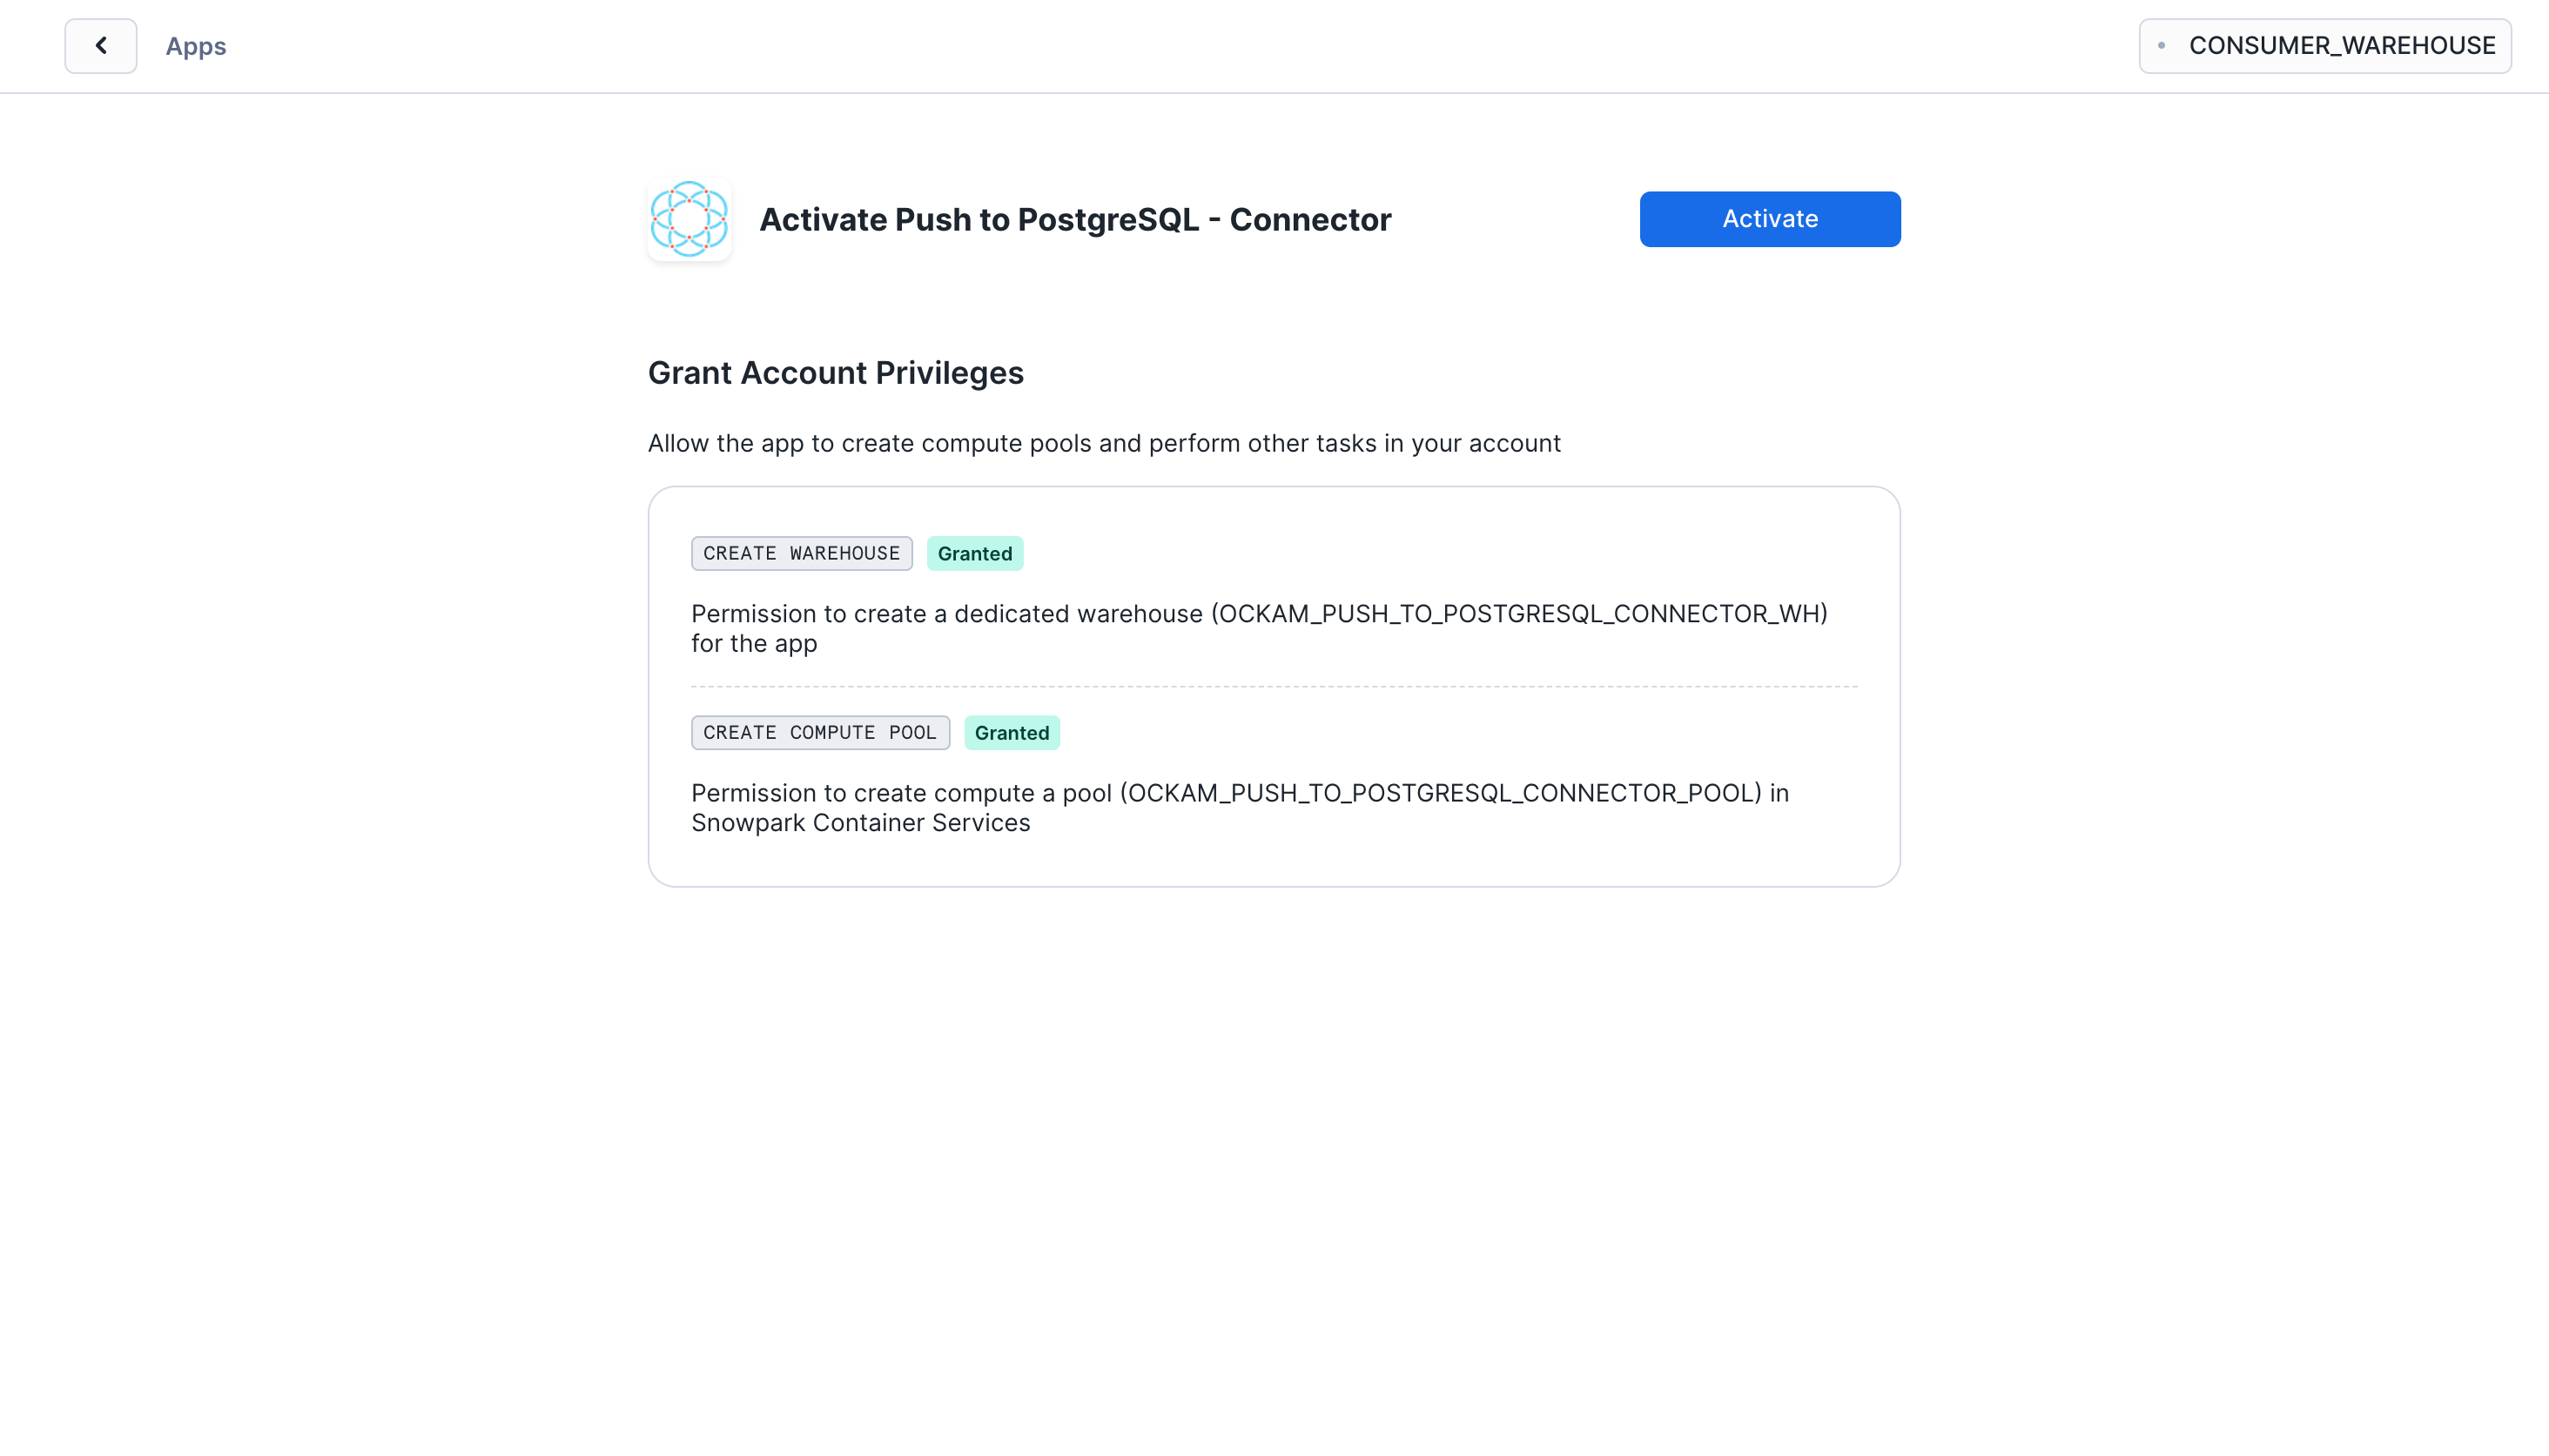 Apps
CONSUMER_WAREHOUSE
Activate Push to PostgreSQL - Connector
Activate
Grant Account Privileges
Allow the app to create compute pools and perform other tasks in your account
CREATE WAREHOUSE Granted
Permission to create a dedicated warehouse (OCKAM_PUSH_TO_POSTGRESQL_CONNECTOR_WH)
for the app
CREATE COMPUTE POOL Granted
Permission to create compute a pool (OCKAM_PUSH_TO_POSTGRESQL_CONNECTOR_POOL) in
Snowpark Container Services